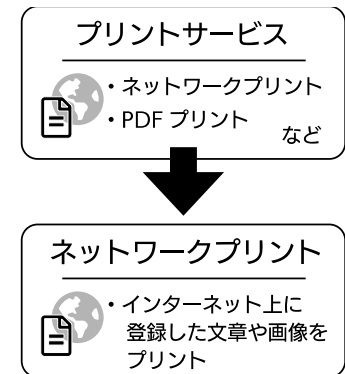 プリントサービス
・ネットワークプリント
・PDF プリント
など
ネットワークプリント
・インターネット上に
登録した文章や画像を
プリント